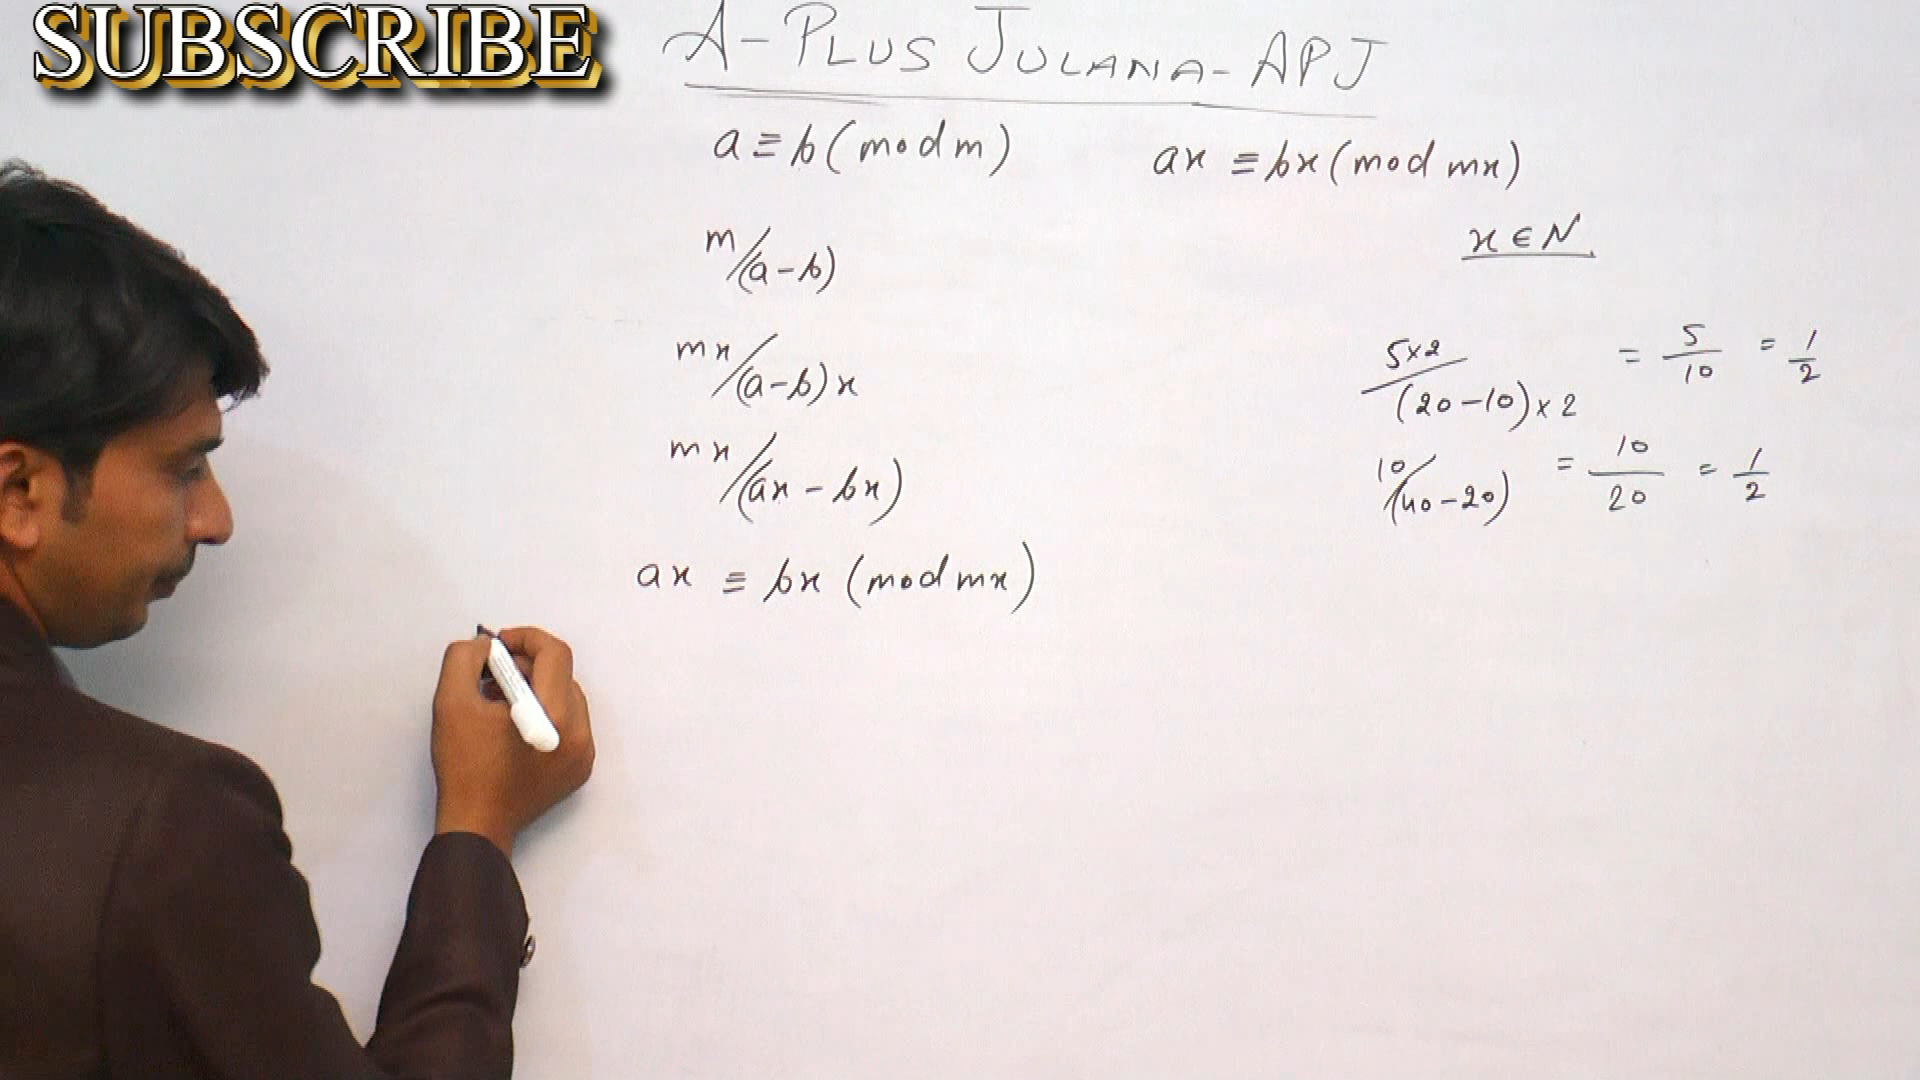 SUBSCRIBE
A-PLUS JULANA-APJ
a≡b(mod m)
ax ≡ bx(mod mx)
x∈N
m/(a-b)
mx/(a-b)x
mx/(ax-bx)
ax ≡ bx (mod mx)
5×2/(20-10)×2 = 5/10 = 1/2
10/(40-20) = 10/20 = 1/2